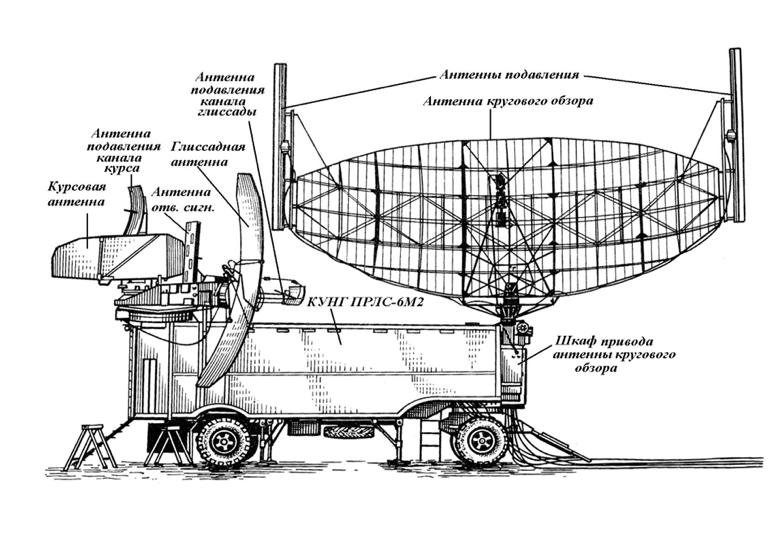 Антенна
подавления
канала
глиссады
Антенны подавления
Антенна кругового обзора
Антенна
подавления
канала
курса
Глиссадная
антенна
Курсовая
антенна
Антенна
отв. сигн.
КУНГ ПРЛС-6М2
Шкаф привода
антенны кругового
обзора